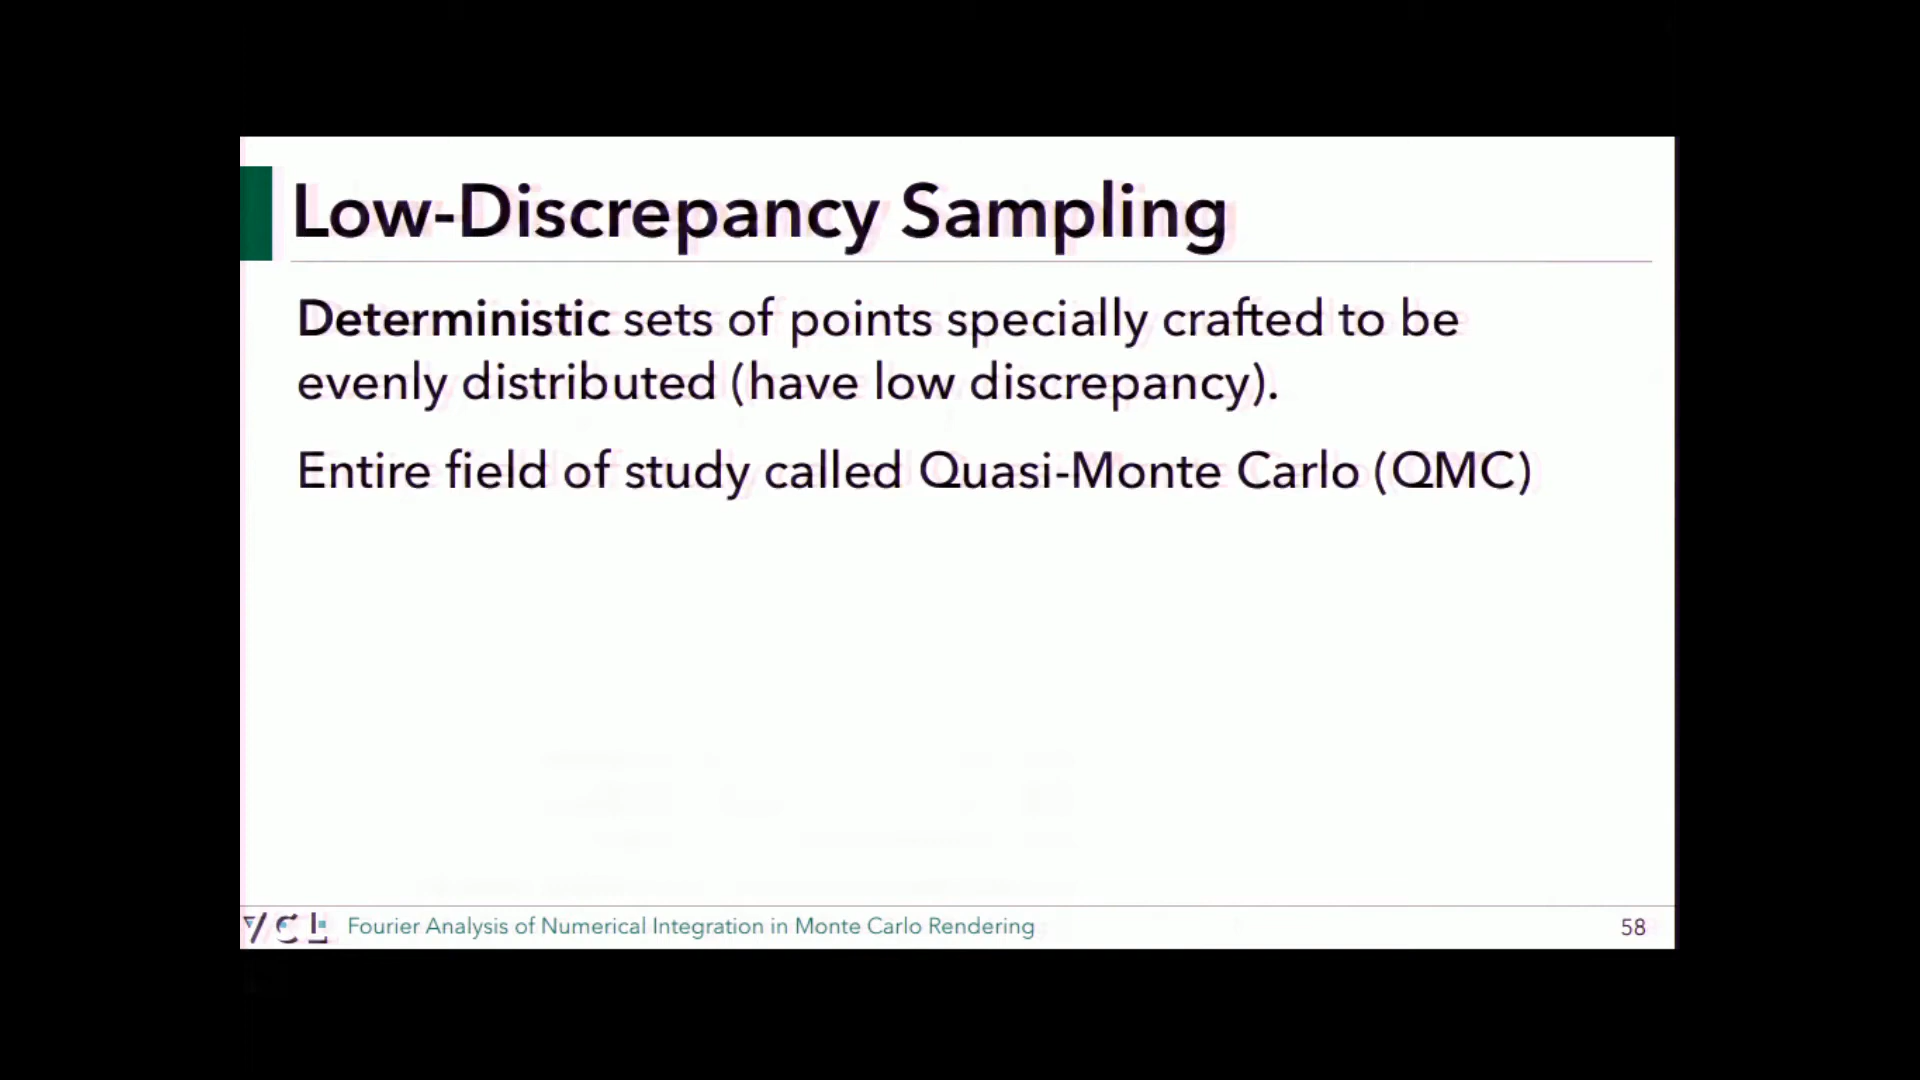 Low-Discrepancy Sampling
Deterministic sets of points specially crafted to be
evenly distributed (have low discrepancy).
Entire field of study called Quasi-Monte Carlo (QMC)
VCL Fourier Analysis of Numerical Integration in Monte Carlo Rendering 58